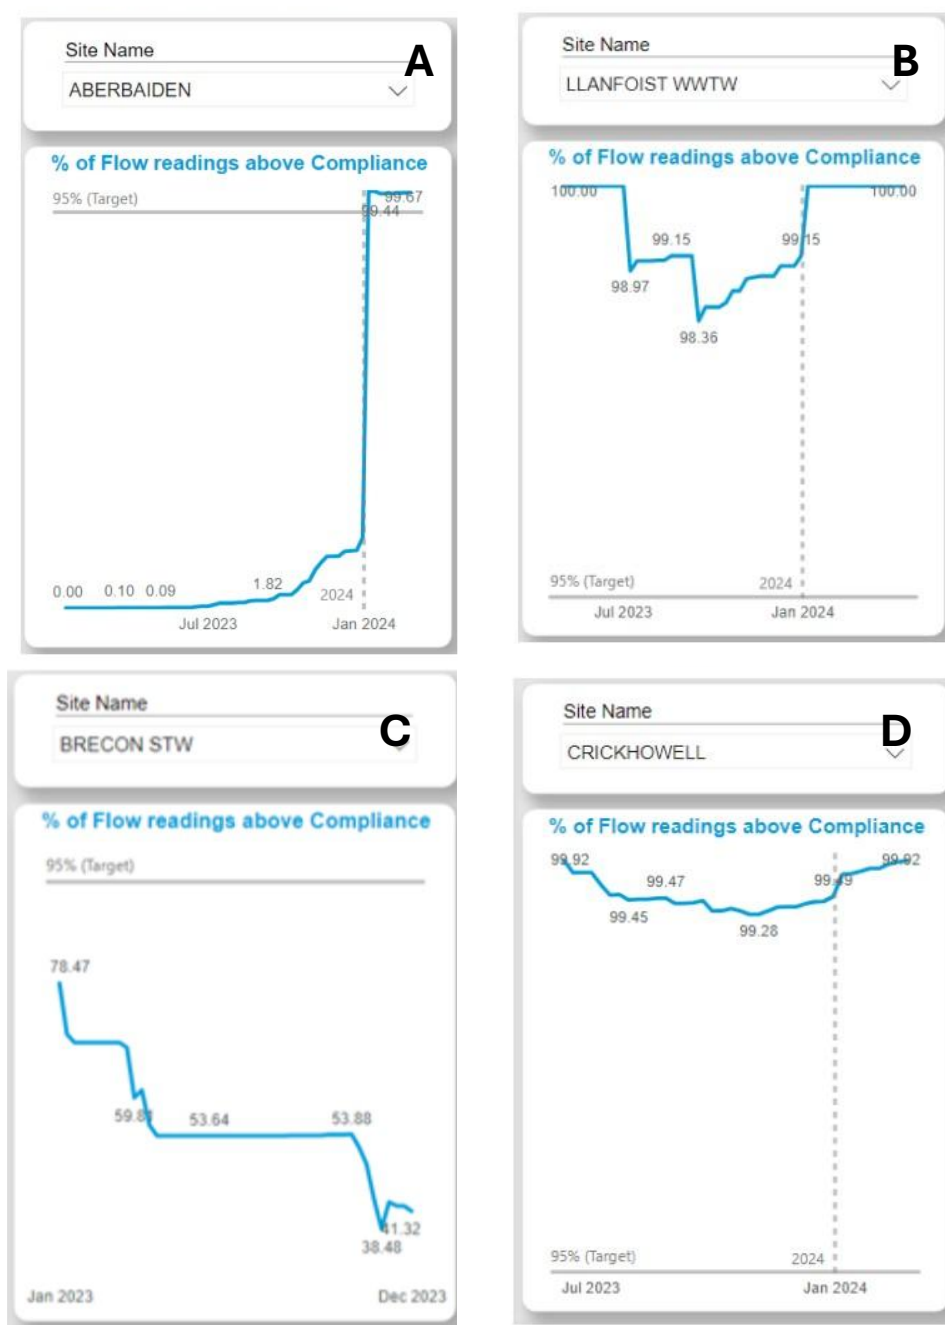 Site Name
A
ABERBAIDEN
% of Flow readings above Compliance
95% (Target)
99.67
99.44
0.00 0.10 0.09 1.82
2024
Jul 2023 Jan 2024
Site Name
B
LLANFOIST WWTW
% of Flow readings above Compliance
100.00 100.00
99.15 99.15
98.97
98.36
95% (Target) 2024
Jul 2023 Jan 2024
Site Name
C
BRECON STW
% of Flow readings above Compliance
95% (Target)
78.47
59.81 53.64 53.88
41.32
38.48
Jan 2023 Dec 2023
Site Name
D
CRICKHOWELL
% of Flow readings above Compliance
99.92 99.92
99.47 99.49
99.45
99.28
95% (Target) 2024
Jul 2023 Jan 2024